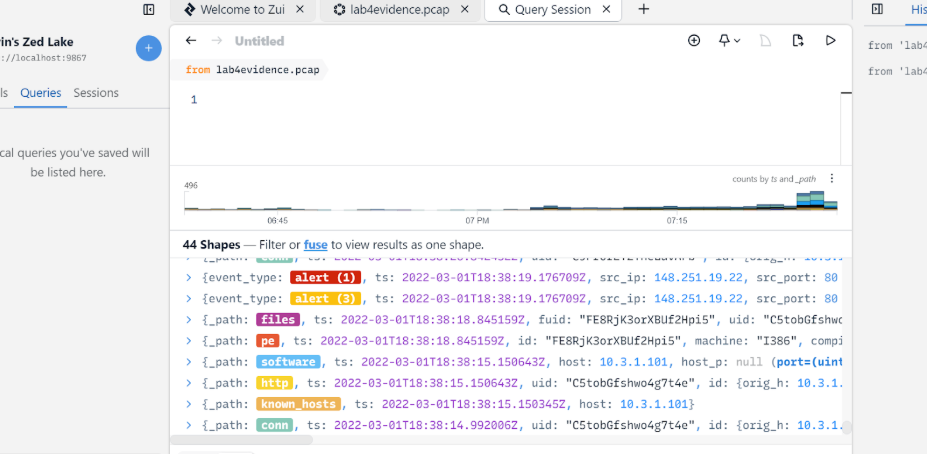 Welcome to Zui ×
lab4evidence.pcap ×
Query Session ×
+
His
in's Zed Lake
://localhost:9867
+
Untitled
from lab4evidence.pcap
from 'lab4
from 'lab4
ls Queries Sessions
1
cal queries you've saved will
be listed here.
counts by ts and _path
496
06:45 07 PM 07:15
44 Shapes — Filter or fuse to view results as one shape.
{event_type: alert (1), ts: 2022-03-01T18:38:19.176709Z, src_ip: 148.251.19.22, src_port: 80
{event_type: alert (3), ts: 2022-03-01T18:38:19.176709Z, src_ip: 148.251.19.22, src_port: 80
{_path: files, ts: 2022-03-01T18:38:18.845159Z, fuid: "FE8RjK3orXBUf2Hpi5", uid: "C5tobGfshwo
{_path: pe, ts: 2022-03-01T18:38:18.845159Z, id: "FE8RjK3orXBUf2Hpi5", machine: "I386", compi
{_path: software, ts: 2022-03-01T18:38:15.150643Z, host: 10.3.1.101, host_p: null (port=(uint
{_path: http, ts: 2022-03-01T18:38:15.150643Z, uid: "C5tobGfshwo4g7t4e", id: {orig_h: 10.3.1.
{_path: known_hosts, ts: 2022-03-01T18:38:15.150345Z, host: 10.3.1.101}
{_path: conn, ts: 2022-03-01T18:38:14.992006Z, uid: "C5tobGfshwo4g7t4e", id: {orig_h: 10.3.1.